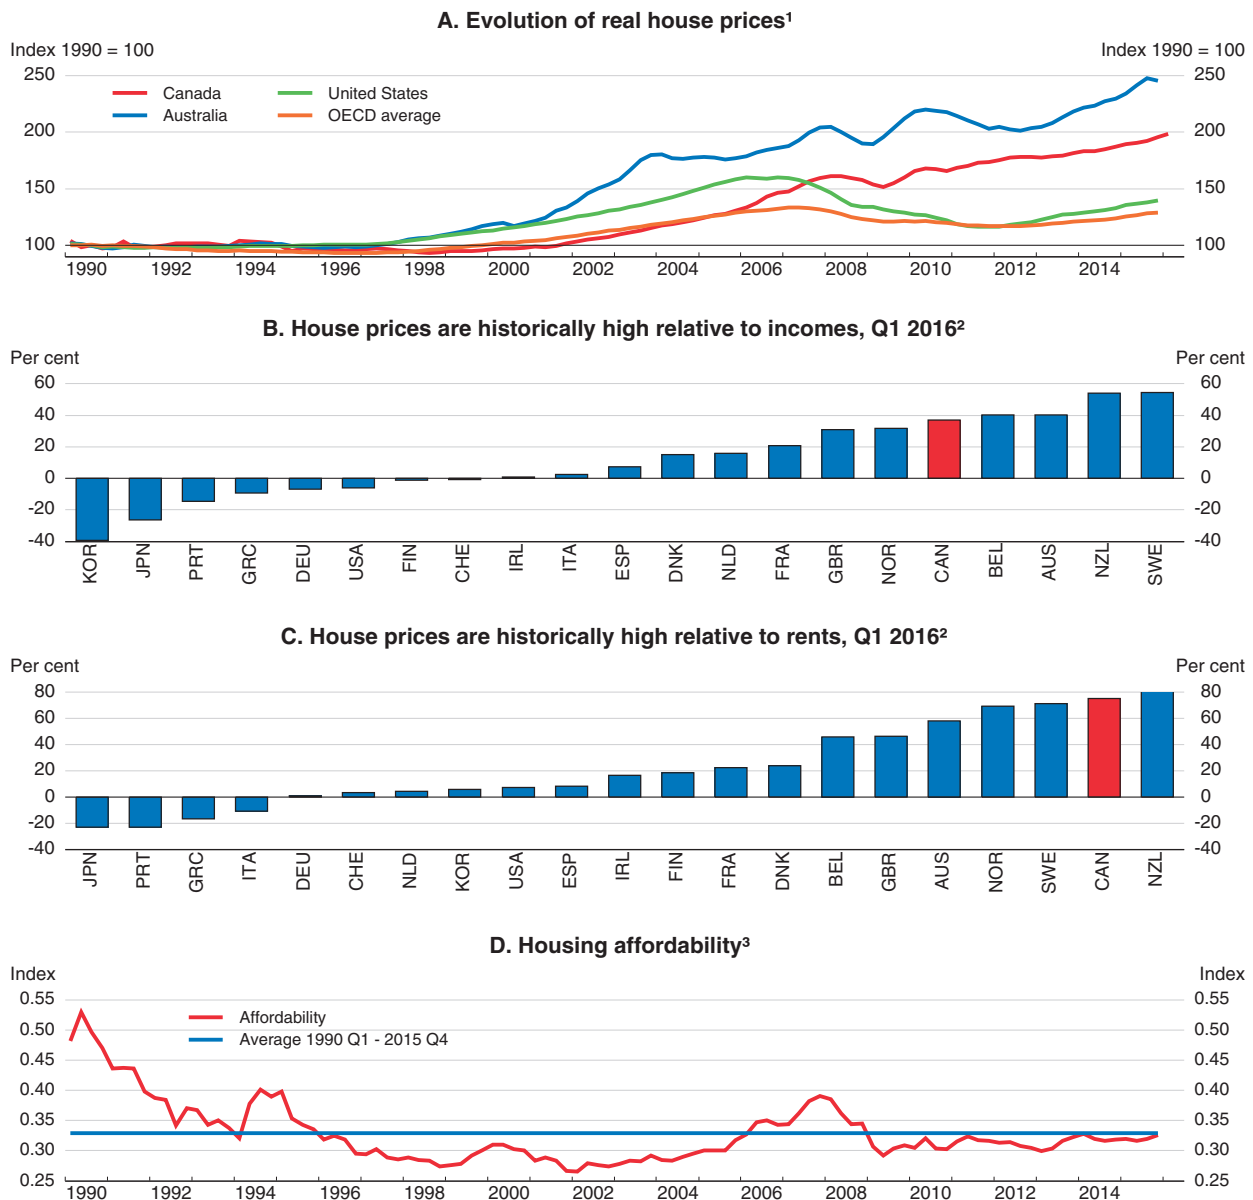 A. Evolution of real house prices¹
Index 1990 = 100 Index 1990 = 100
250 250
Canada United States
Australia OECD average
200 200
150 150
100 100
1990 1992 1994 1996 1998 2000 2002 2004 2006 2008 2010 2012 2014
B. House prices are historically high relative to incomes, Q1 2016²
Per cent Per cent
60 60
40 40
20 20
0 0
-20 -20
-40 -40
KOR JPN PRT GRC DEU USA FIN CHE IRL ITA ESP DNK NLD FRA GBR NOR CAN BEL AUS NZL SWE
C. House prices are historically high relative to rents, Q1 2016²
Per cent Per cent
80 80
60 60
40 40
20 20
0 0
-20 -20
-40 -40
JPN PRT GRC ITA DEU CHE NLD KOR USA ESP IRL FIN FRA DNK BEL GBR AUS NOR SWE CAN NZL
D. Housing affordability³
Index Index
0.55 0.55
Affordability
0.50 0.50
Average 1990 Q1 - 2015 Q4
0.45 0.45
0.40 0.40
0.35 0.35
0.30 0.30
0.25 0.25
1990 1992 1994 1996 1998 2000 2002 2004 2006 2008 2010 2012 2014